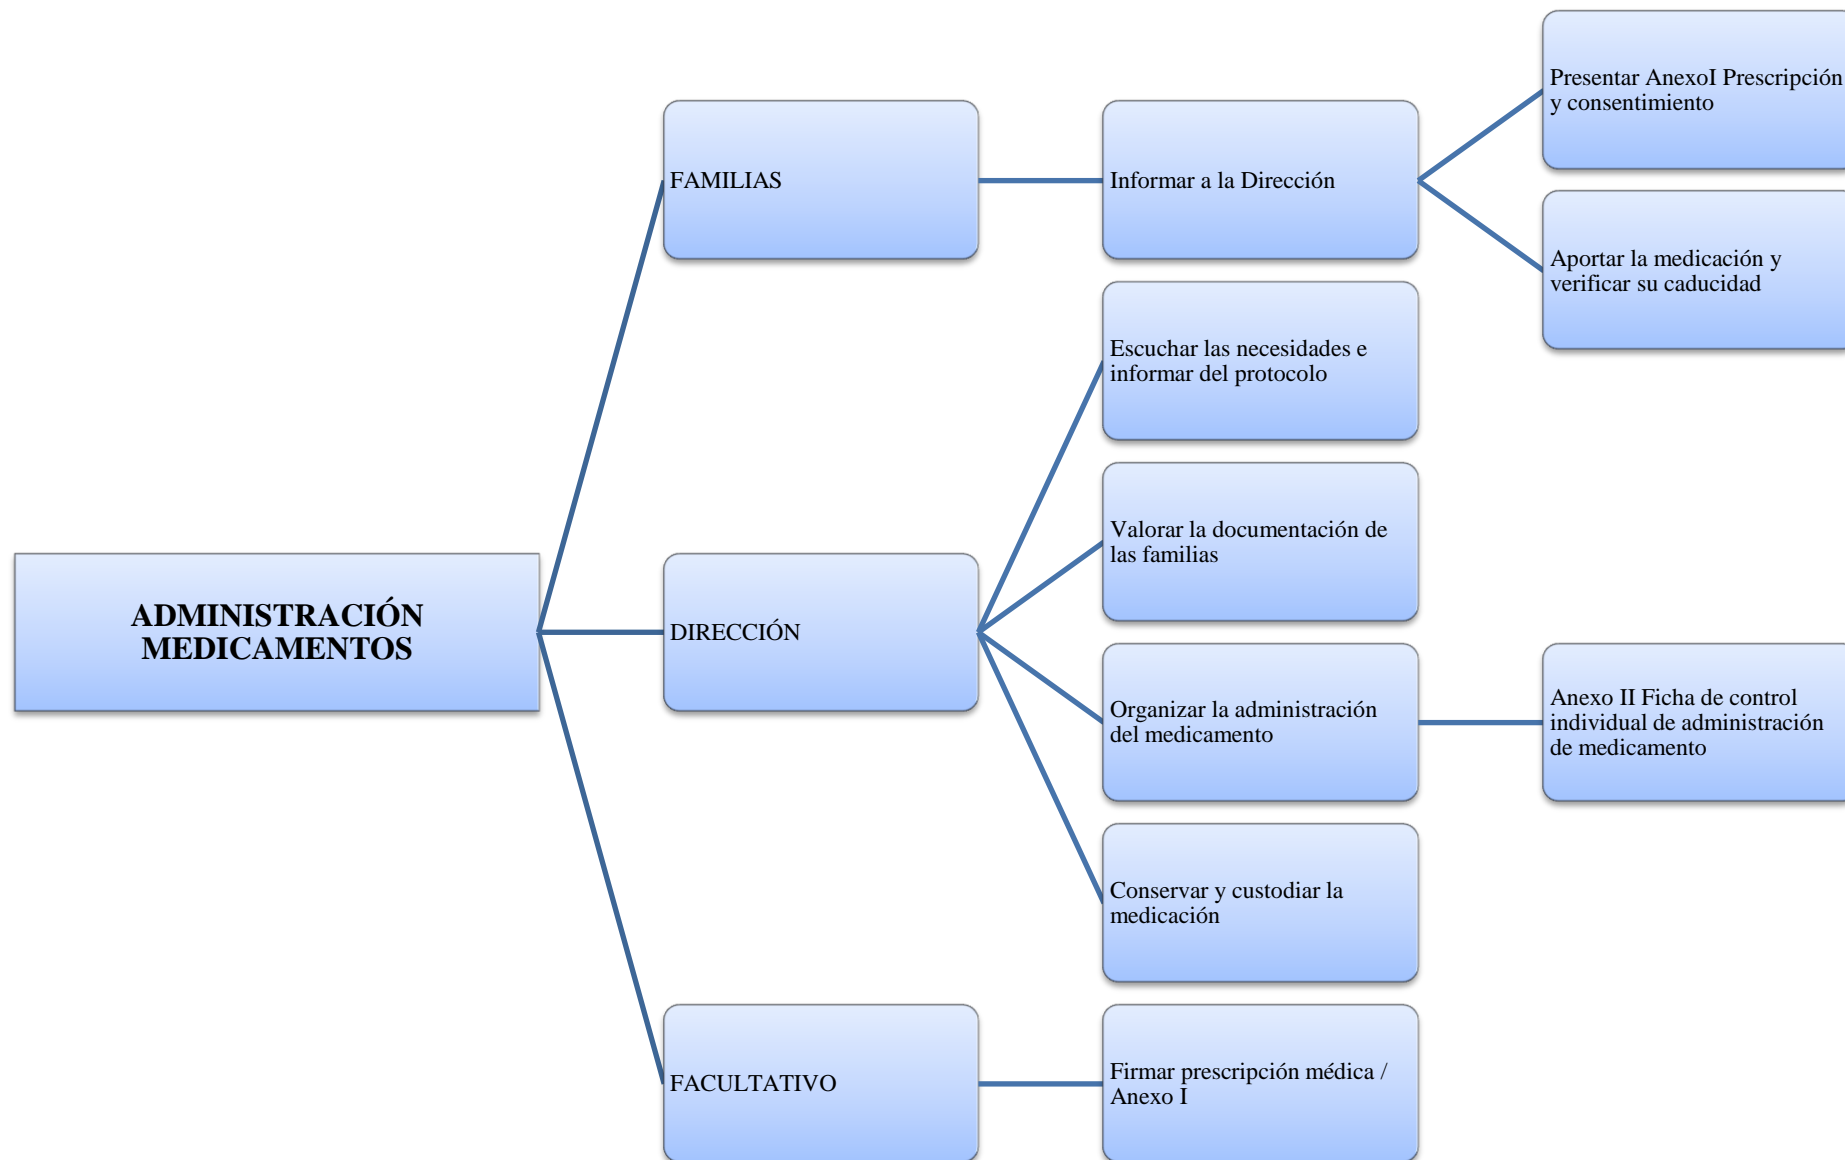 ADMINISTRACIÓN
MEDICAMENTOS
FAMILIAS
Informar a la Dirección
Presentar AnexoI Prescripción
y consentimiento
Aportar la medicación y
verificar su caducidad
DIRECCIÓN
Escuchar las necesidades e
informar del protocolo
Valorar la documentación de
las familias
Organizar la administración
del medicamento
Anexo II Ficha de control
individual de administración
de medicamento
Conservar y custodiar la
medicación
FACULTATIVO
Firmar prescripción médica /
Anexo I